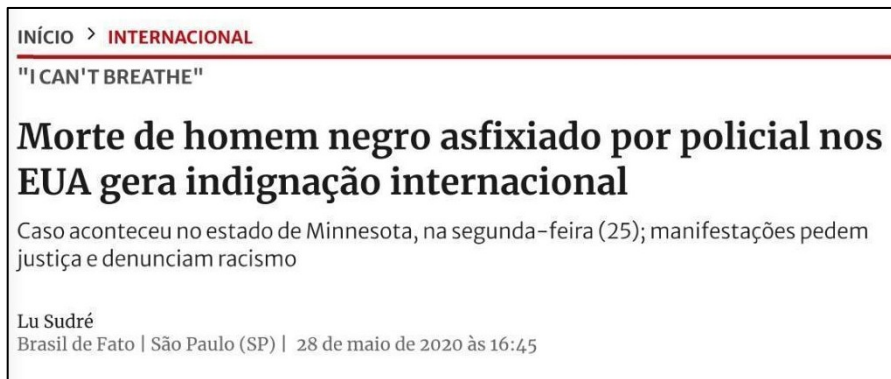 INÍCIO > INTERNACIONAL
"I CAN'T BREATHE"
Morte de homem negro asfixiado por policial nos
EUA gera indignação internacional
Caso aconteceu no estado de Minnesota, na segunda-feira (25); manifestações pedem
justiça e denunciam racismo
Lu Sudré
Brasil de Fato | São Paulo (SP) | 28 de maio de 2020 às 16:45